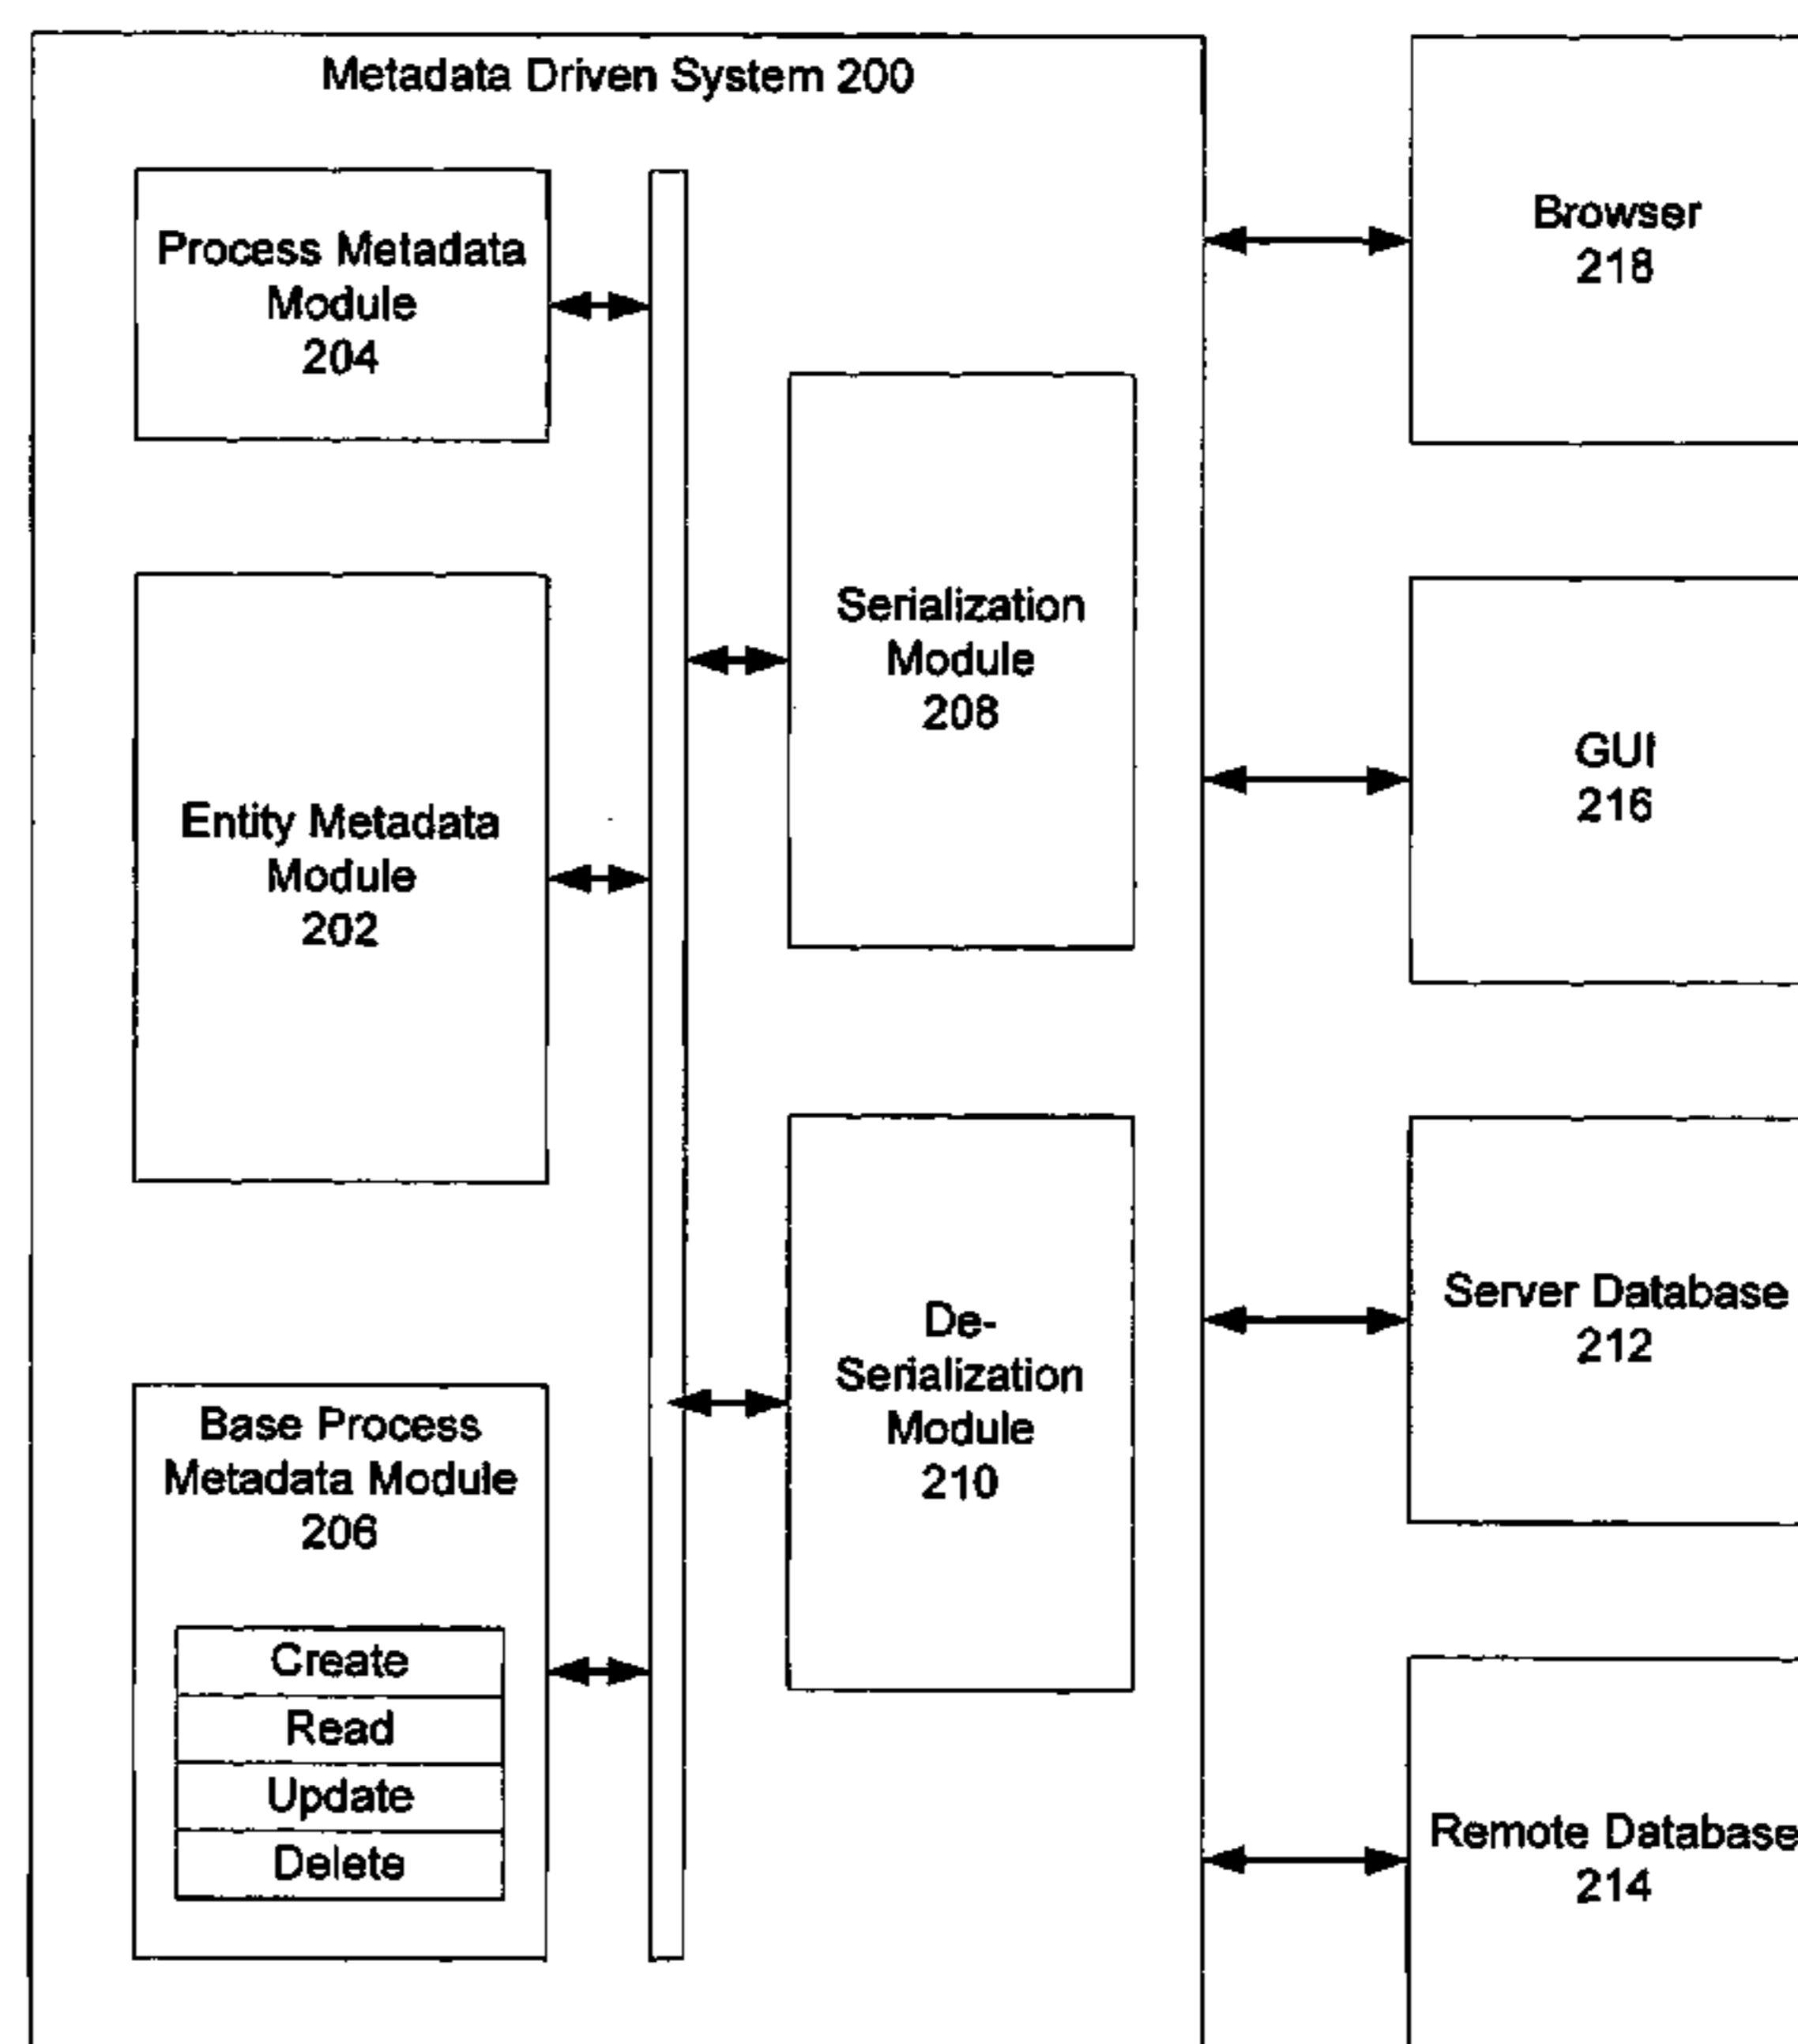 Metadata Driven System 200
Process Metadata
Module
204
Entity Metadata
Module
202
Base Process
Metadata Module
206
Create
Read
Update
Delete
Serialization
Module
208
De-
Serialization
Module
210
Browser
218
GUI
216
Server Database
212
Remote Database
214